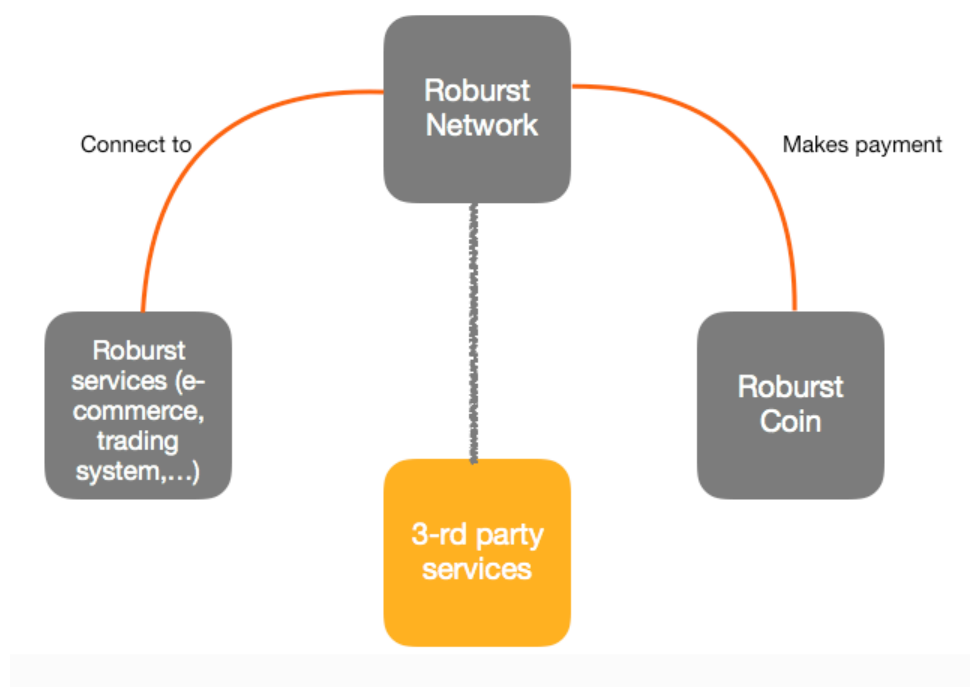 Roburst
Network
Connect to
Makes payment
Roburst
services (e-
commerce,
trading
system,...)
Roburst
Coin
3-rd party
services